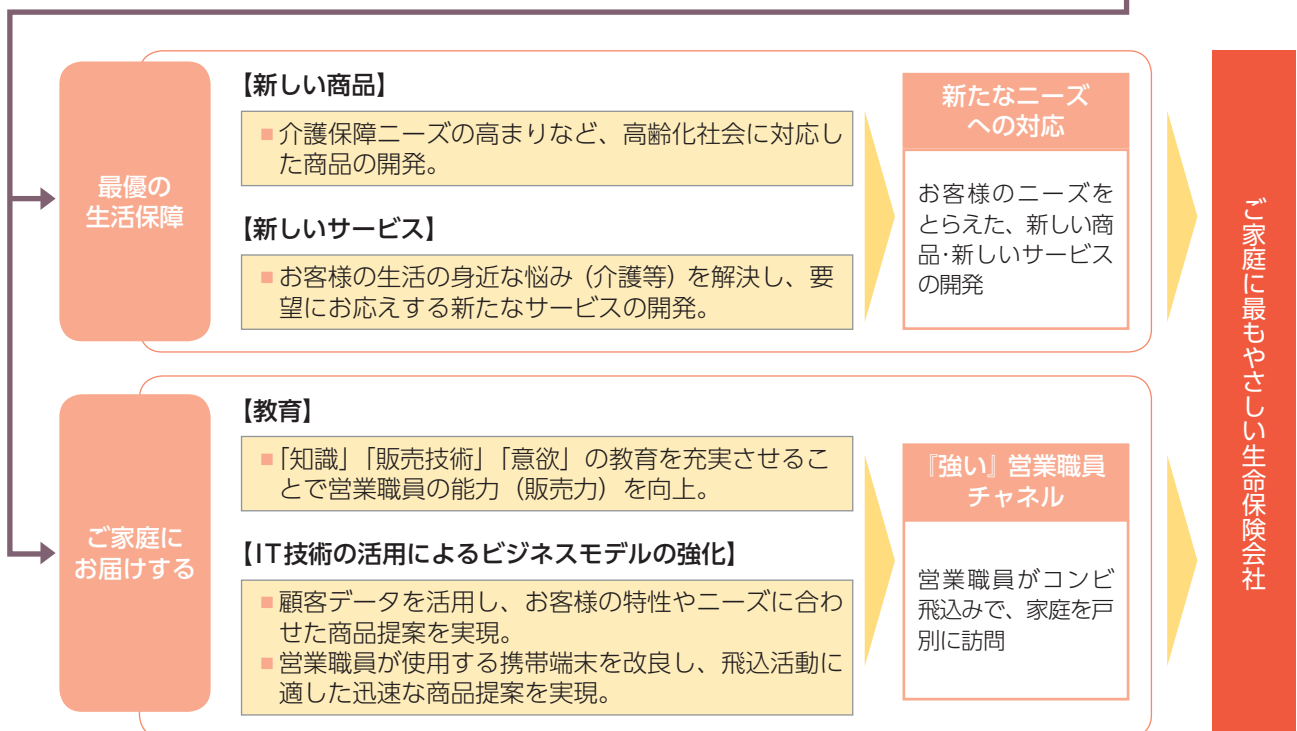 最優の
生活保障
【新しい商品】
■介護保障ニーズの高まりなど、高齢化社会に対応し
た商品の開発。
【新しいサービス】
■お客様の生活の身近な悩み（介護等）を解決し、要
望にお応えする新たなサービスの開発。
新たなニーズ
への対応
お客様のニーズを
とらえた、新しい商
品・新しいサービス
の開発
ご家庭に
お届けする
【教育】
■「知識」「販売技術」「意欲」の教育を充実させるこ
とで営業職員の能力（販売力）を向上。
【IT技術の活用によるビジネスモデルの強化】
■顧客データを活用し、お客様の特性やニーズに合わ
せた商品提案を実現。
■営業職員が使用する携帯端末を改良し、飛込活動に
適した迅速な商品提案を実現。
『強い』営業職員
チャネル
営業職員がコンビ
飛込みで、家庭を戸
別に訪問
ご家庭に最もやさしい生命保険会社